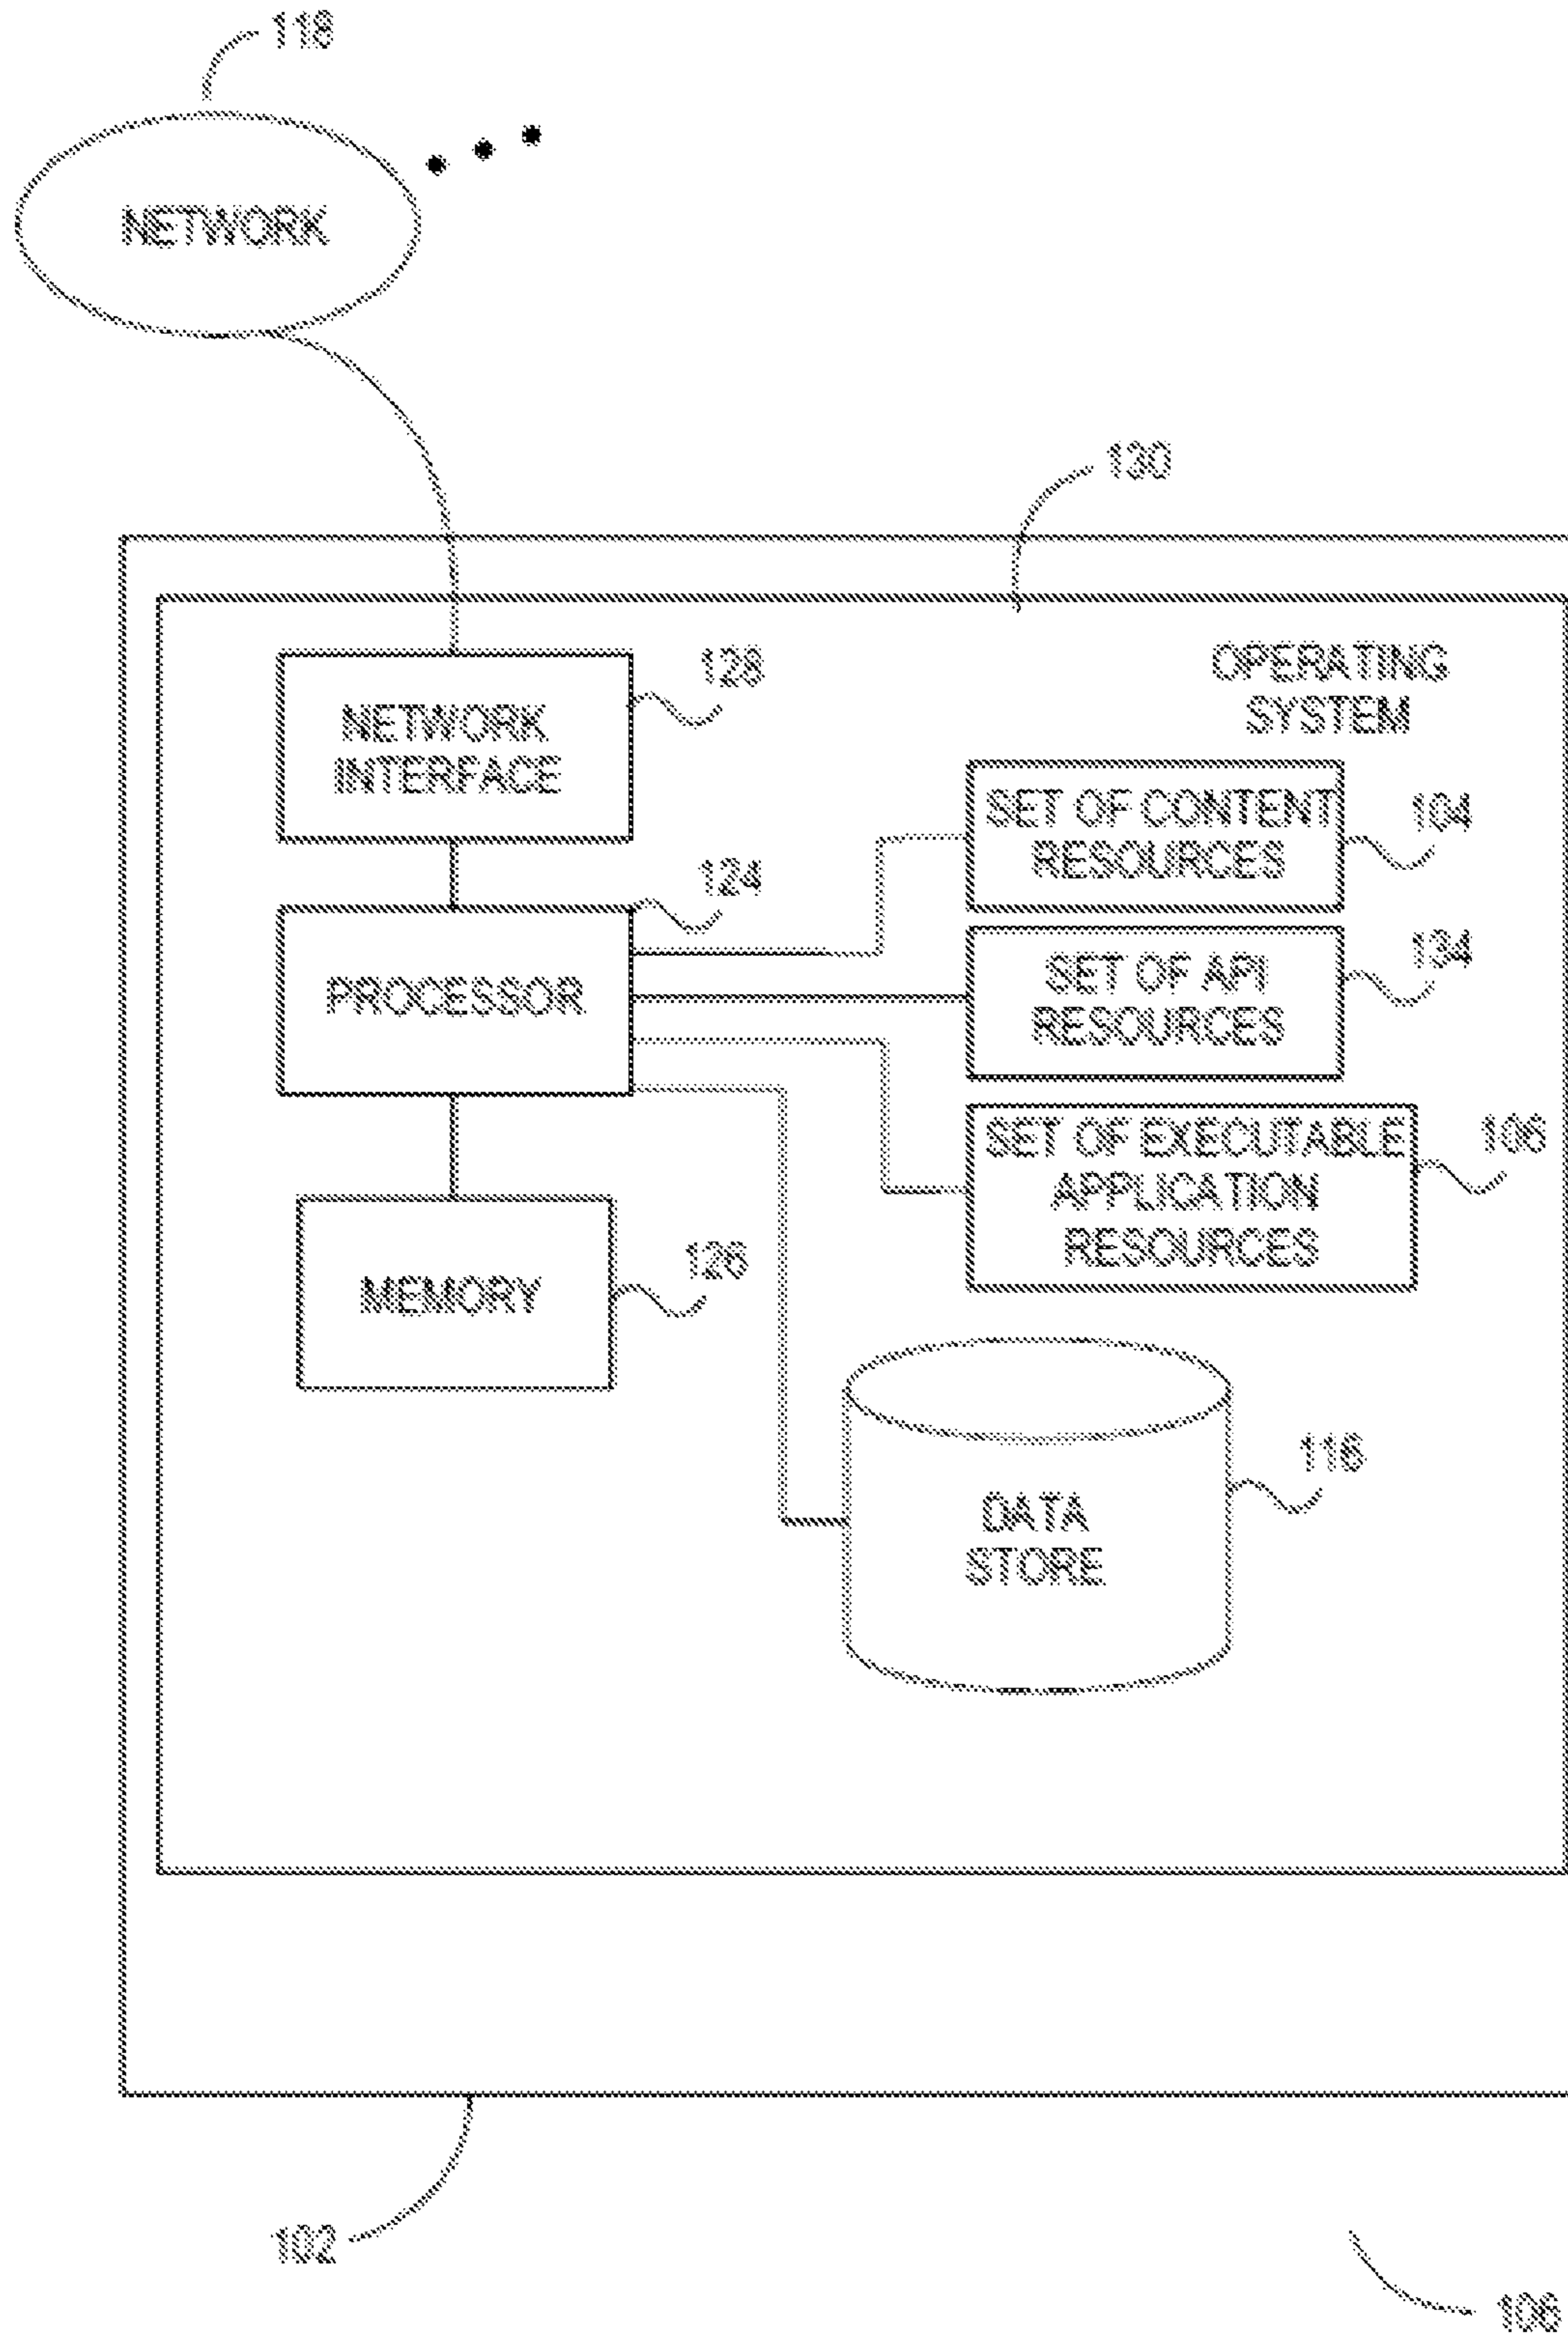 118
NETWORK
130
OPERATING
SYSTEM
128
NETWORK
INTERFACE
SET OF CONTENT
RESOURCES
104
124
PROCESSOR
SET OF API
RESOURCES
134
SET OF EXECUTABLE
APPLICATION
RESOURCES
106
126
MEMORY
116
DATA
STORE
102
106